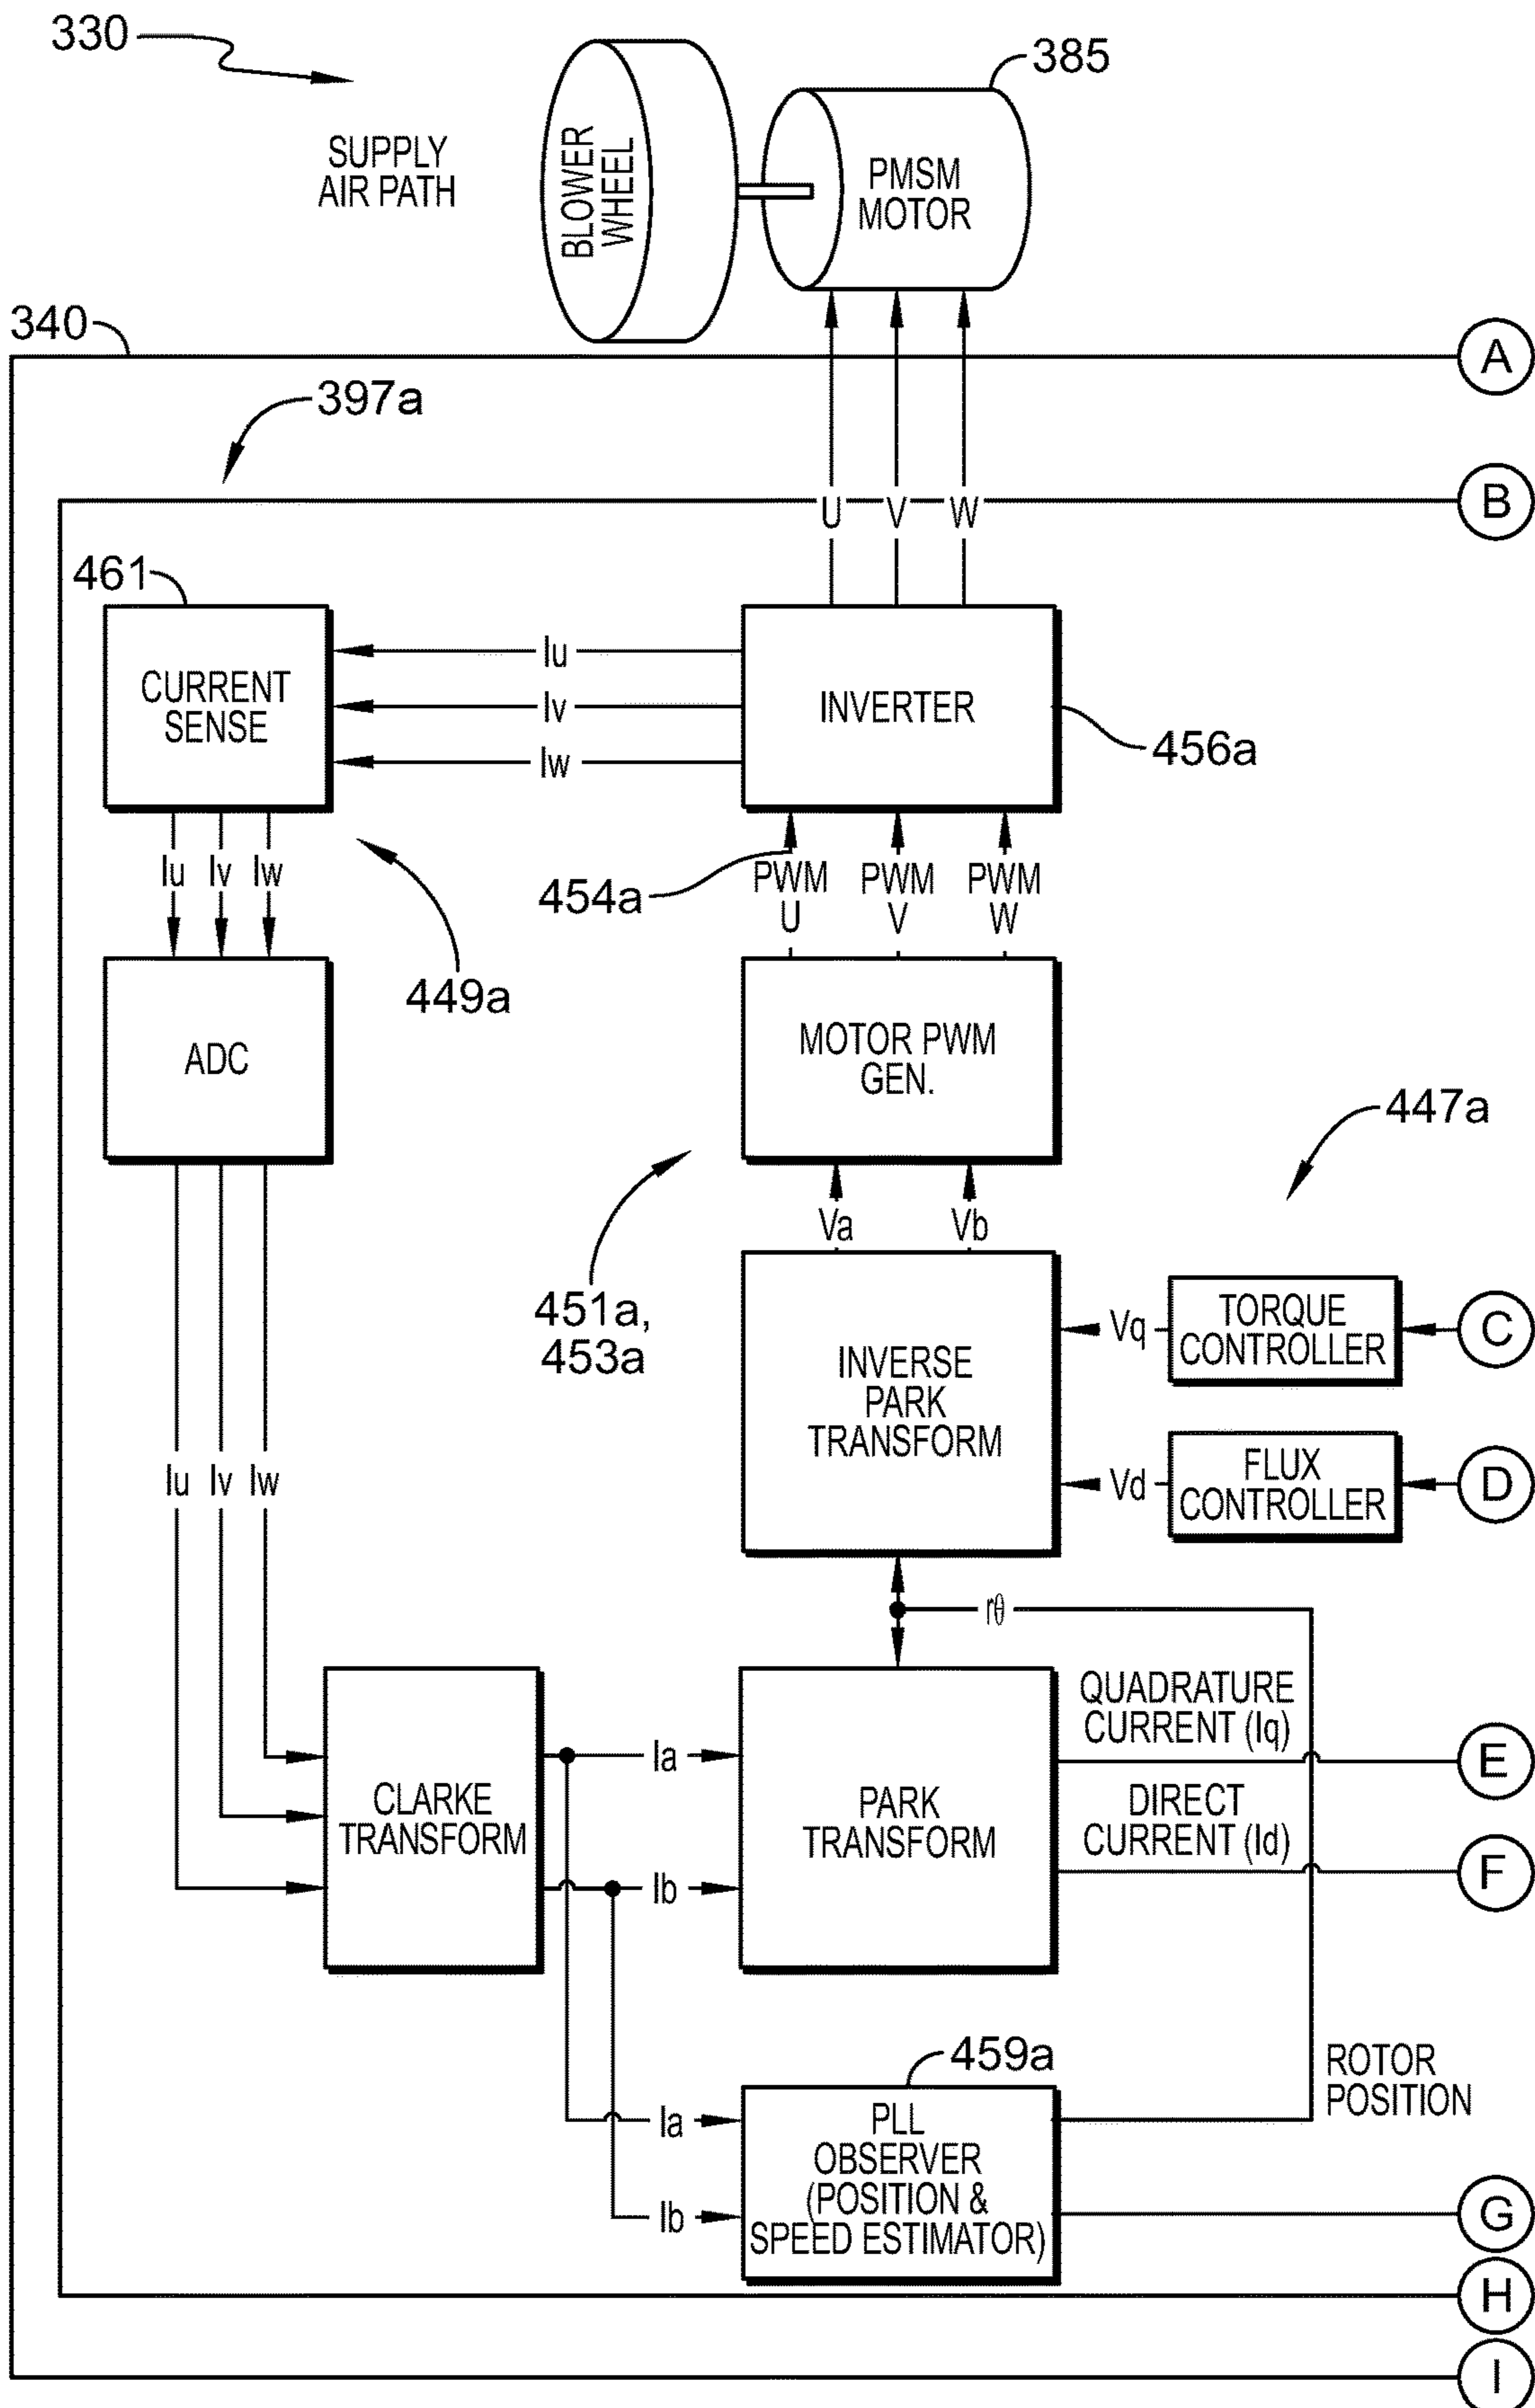 330
385
SUPPLY
AIR PATH
BLOWER
WHEEL
PMSM
MOTOR
340
A
397a
B
U V W
461
CURRENT
SENSE
Iu
Iv
Iw
INVERTER
456a
Iu Iv Iw
454a
PWM
U
PWM
V
PWM
W
449a
ADC
MOTOR PWM
GEN.
447a
Va Vb
451a,
453a
INVERSE
PARK
TRANSFORM
Vq
TORQUE
CONTROLLER
C
Vd
FLUX
CONTROLLER
D
Iu Iv Iw
rθ
CLARKE
TRANSFORM
Ia
Ib
PARK
TRANSFORM
QUADRATURE
CURRENT (Iq)
E
DIRECT
CURRENT (Id)
F
459a
ROTOR
POSITION
Ia
Ib
PLL
OBSERVER
(POSITION &
SPEED ESTIMATOR)
G
H
I